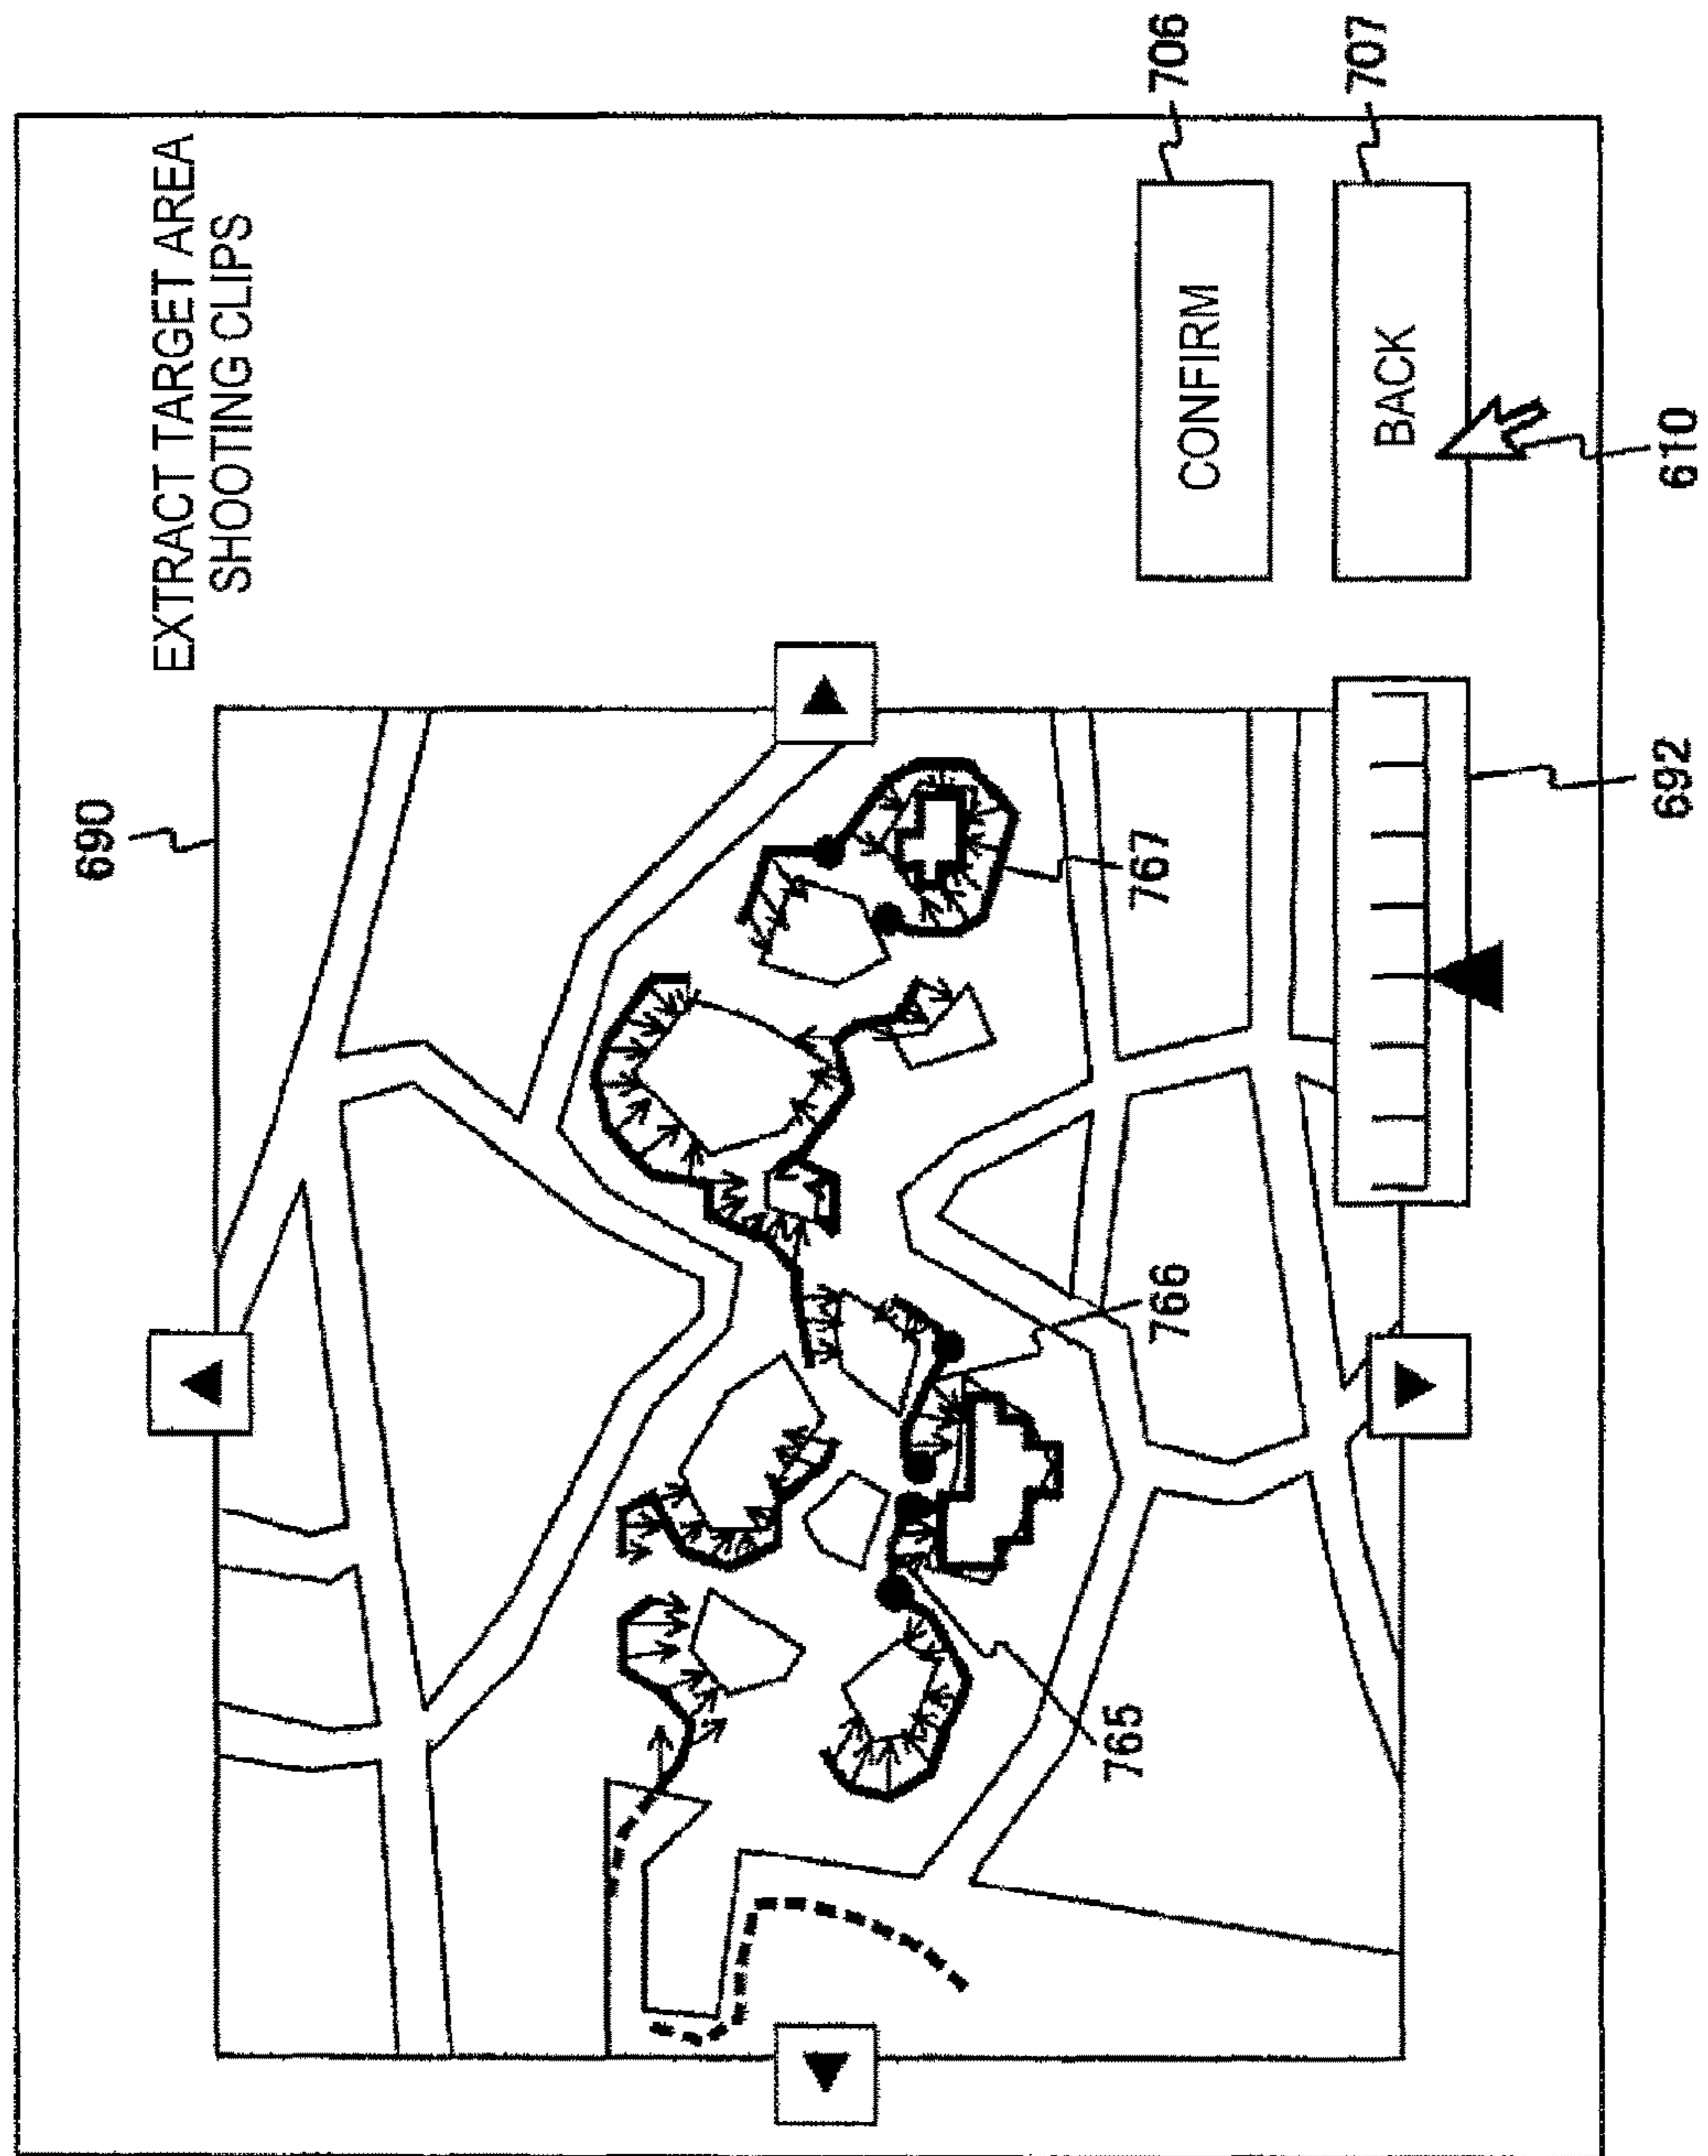 690
EXTRACT TARGET AREA
SHOOTING CLIPS
767
766
765
CONFIRM
706
BACK
707
692
610